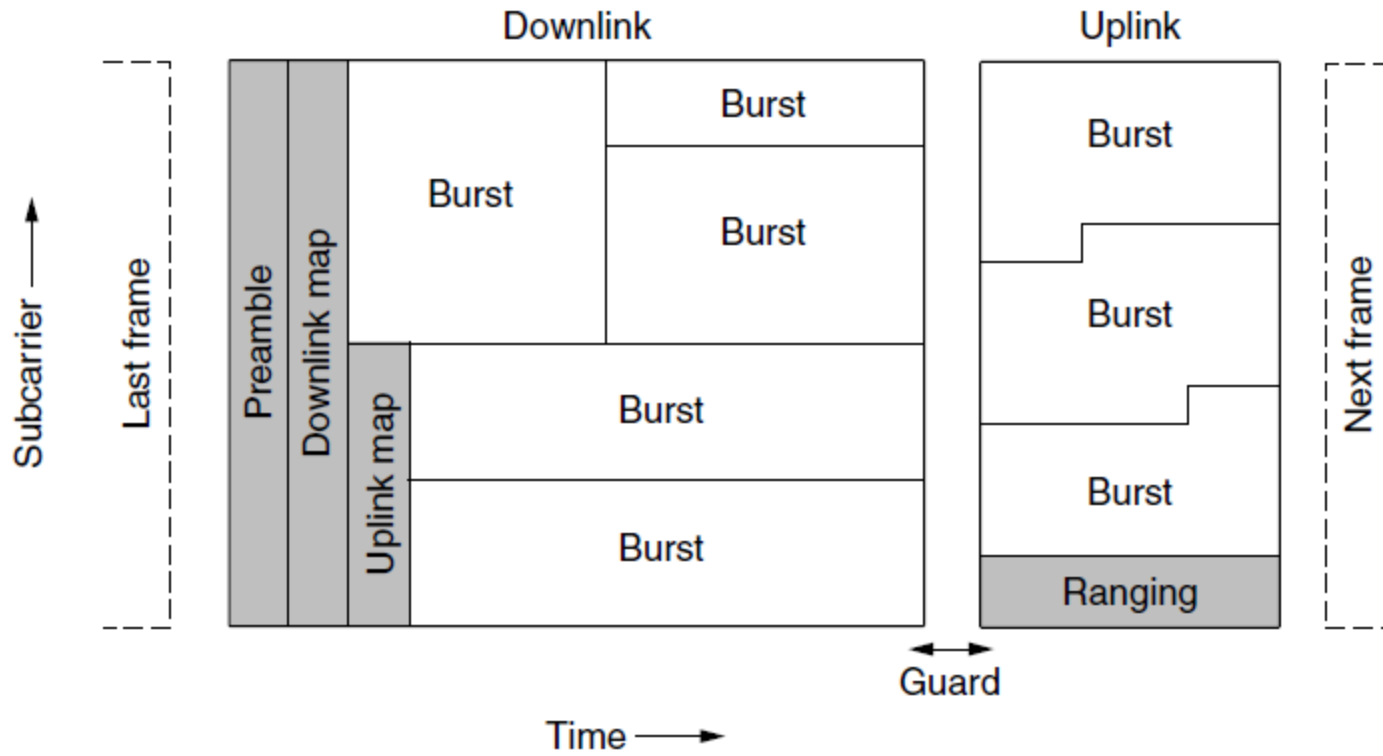 Downlink
Uplink
Subcarrier
Last frame
Preamble
Downlink map
Uplink map
Burst
Burst
Burst
Burst
Burst
Burst
Burst
Burst
Ranging
Next frame
Guard
Time